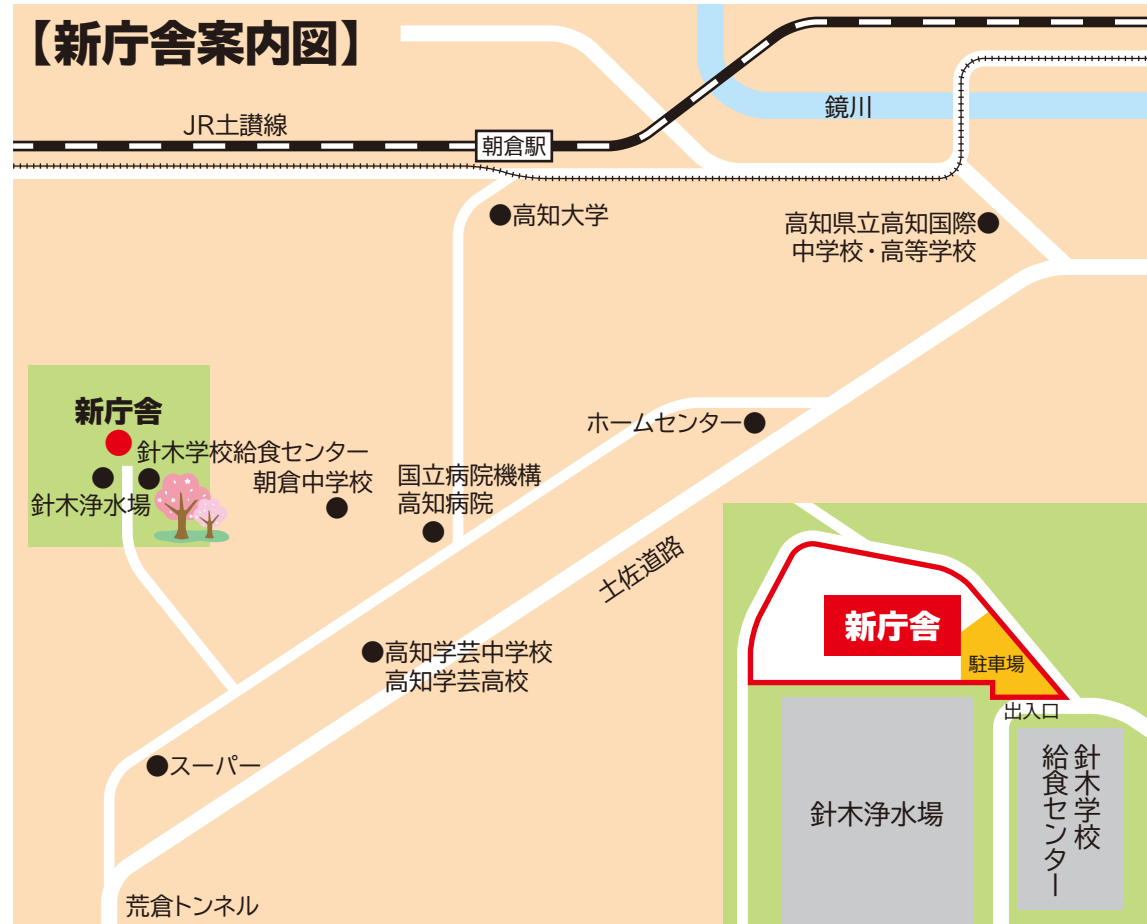 【新庁舎案内図】
鏡川
JR土讃線
朝倉駅
高知大学
高知県立高知国際
中学校・高等学校
新庁舎
針木学校給食センター
針木浄水場
朝倉中学校
国立病院機構
高知病院
ホームセンター
土佐道路
高知学芸中学校
高知学芸高校
スーパー
荒倉トンネル
新庁舎
駐車場
出入口
針木浄水場
針木学校
給食センター